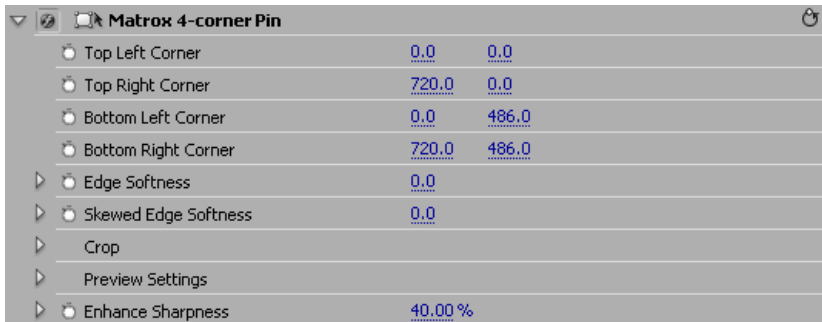 Matrox 4-corner Pin
Top Left Corner 0.0 0.0
Top Right Corner 720.0 0.0
Bottom Left Corner 0.0 486.0
Bottom Right Corner 720.0 486.0
Edge Softness 0.0
Skewed Edge Softness 0.0
Crop
Preview Settings
Enhance Sharpness 40.00 %